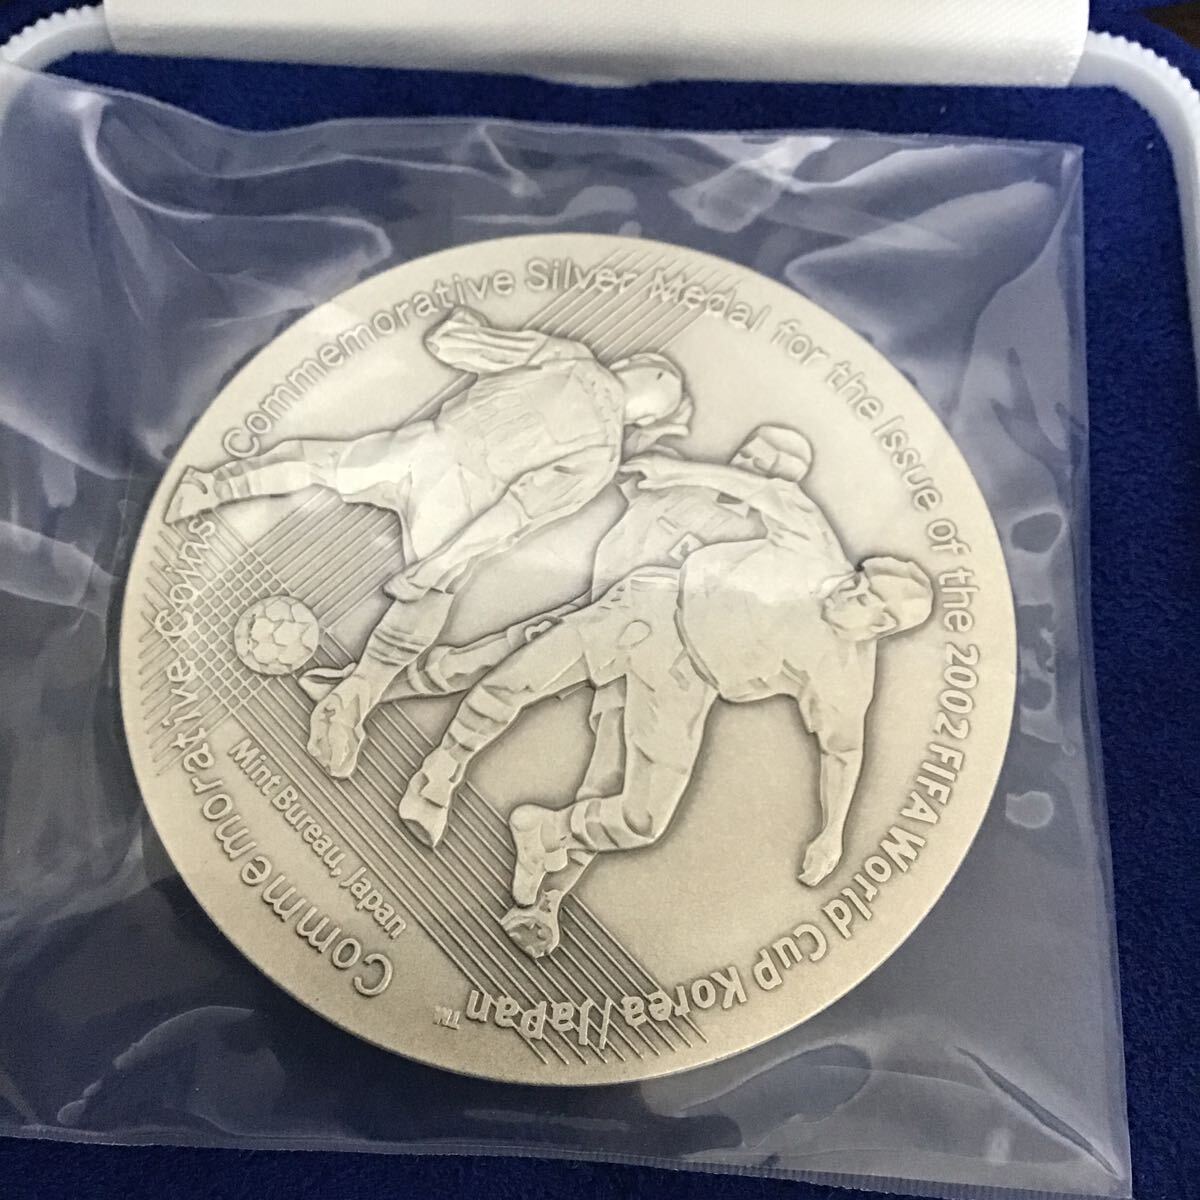 Commemorative Silver Medal for the Issue of the 2002 FIFA World Cup Korea/Japan™
Commemorative Coins
Mint Bureau, Japan